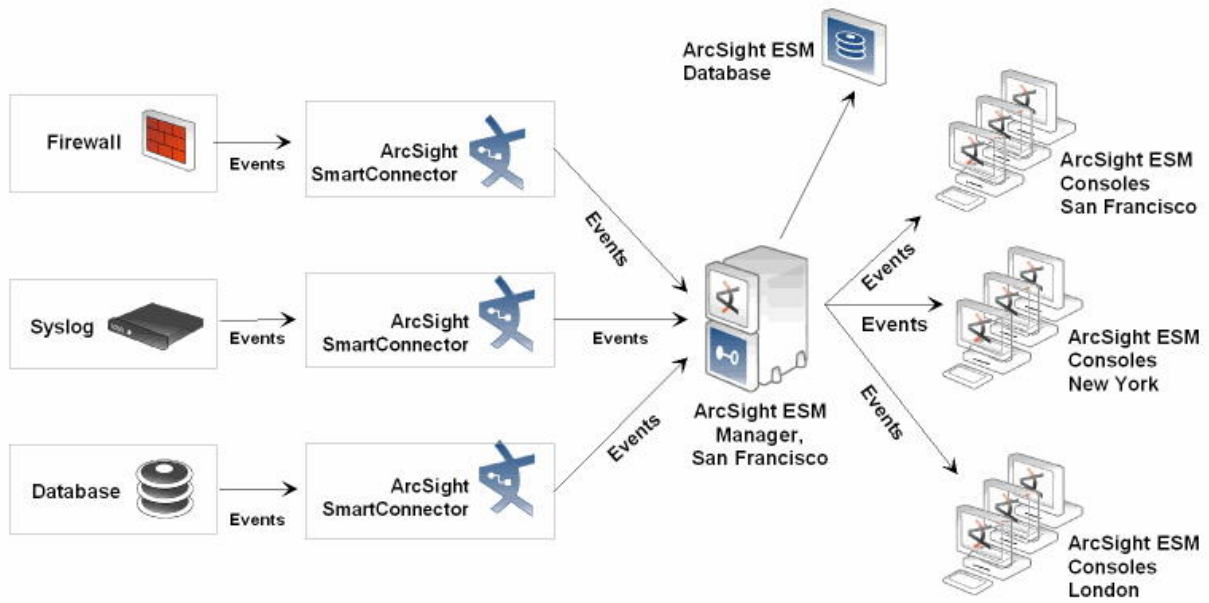 ArcSight ESM
Database
Firewall
Events
ArcSight
SmartConnector
Events
Events
ArcSight ESM
Consoles
San Francisco
Syslog
Events
ArcSight
SmartConnector
Events
Events
ArcSight ESM
Consoles
New York
ArcSight ESM
Manager,
San Francisco
Database
Events
ArcSight
SmartConnector
Events
Events
ArcSight ESM
Consoles
London